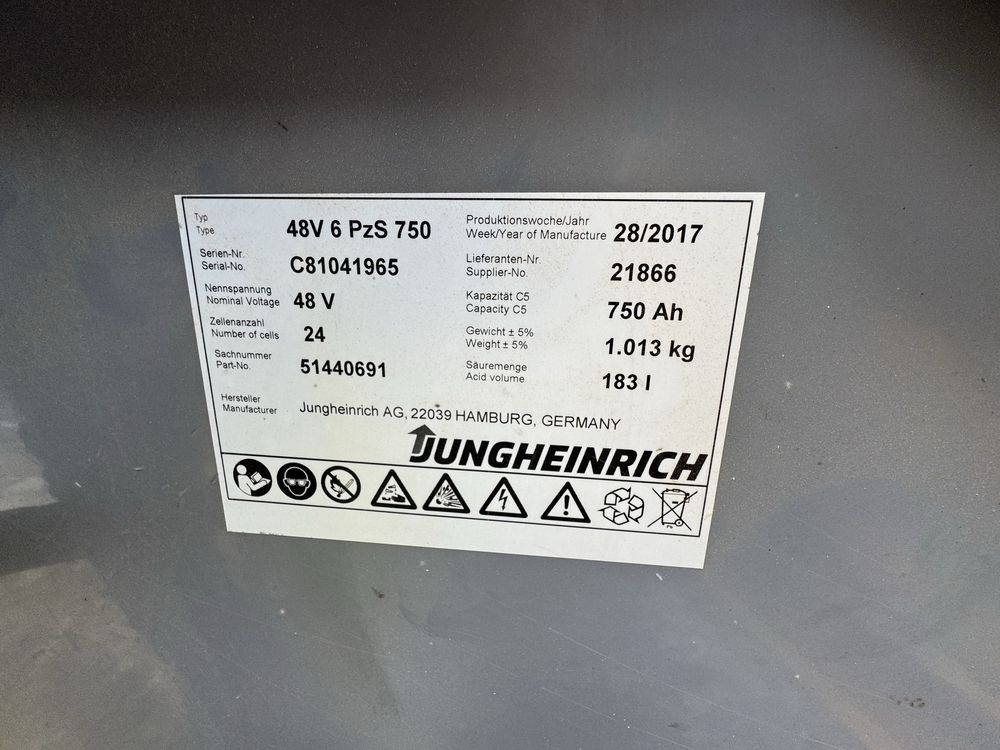 Typ
Type
48V 6 PzS 750
Produktionswoche/Jahr
Week/Year of Manufacture
28/2017
Serien-Nr.
Serial-No.
C81041965
Lieferanten-Nr.
Supplier-No.
21866
Nennspannung
Nominal Voltage
48 V
Kapazität C5
Capacity C5
750 Ah
Zellenanzahl
Number of cells
24
Gewicht ± 5%
Weight ± 5%
1.013 kg
Sachnummer
Part-No.
51440691
Säuremenge
Acid volume
183 l
Hersteller
Manufacturer
Jungheinrich AG, 22039 HAMBURG, GERMANY
JUNGHEINRICH
Pb